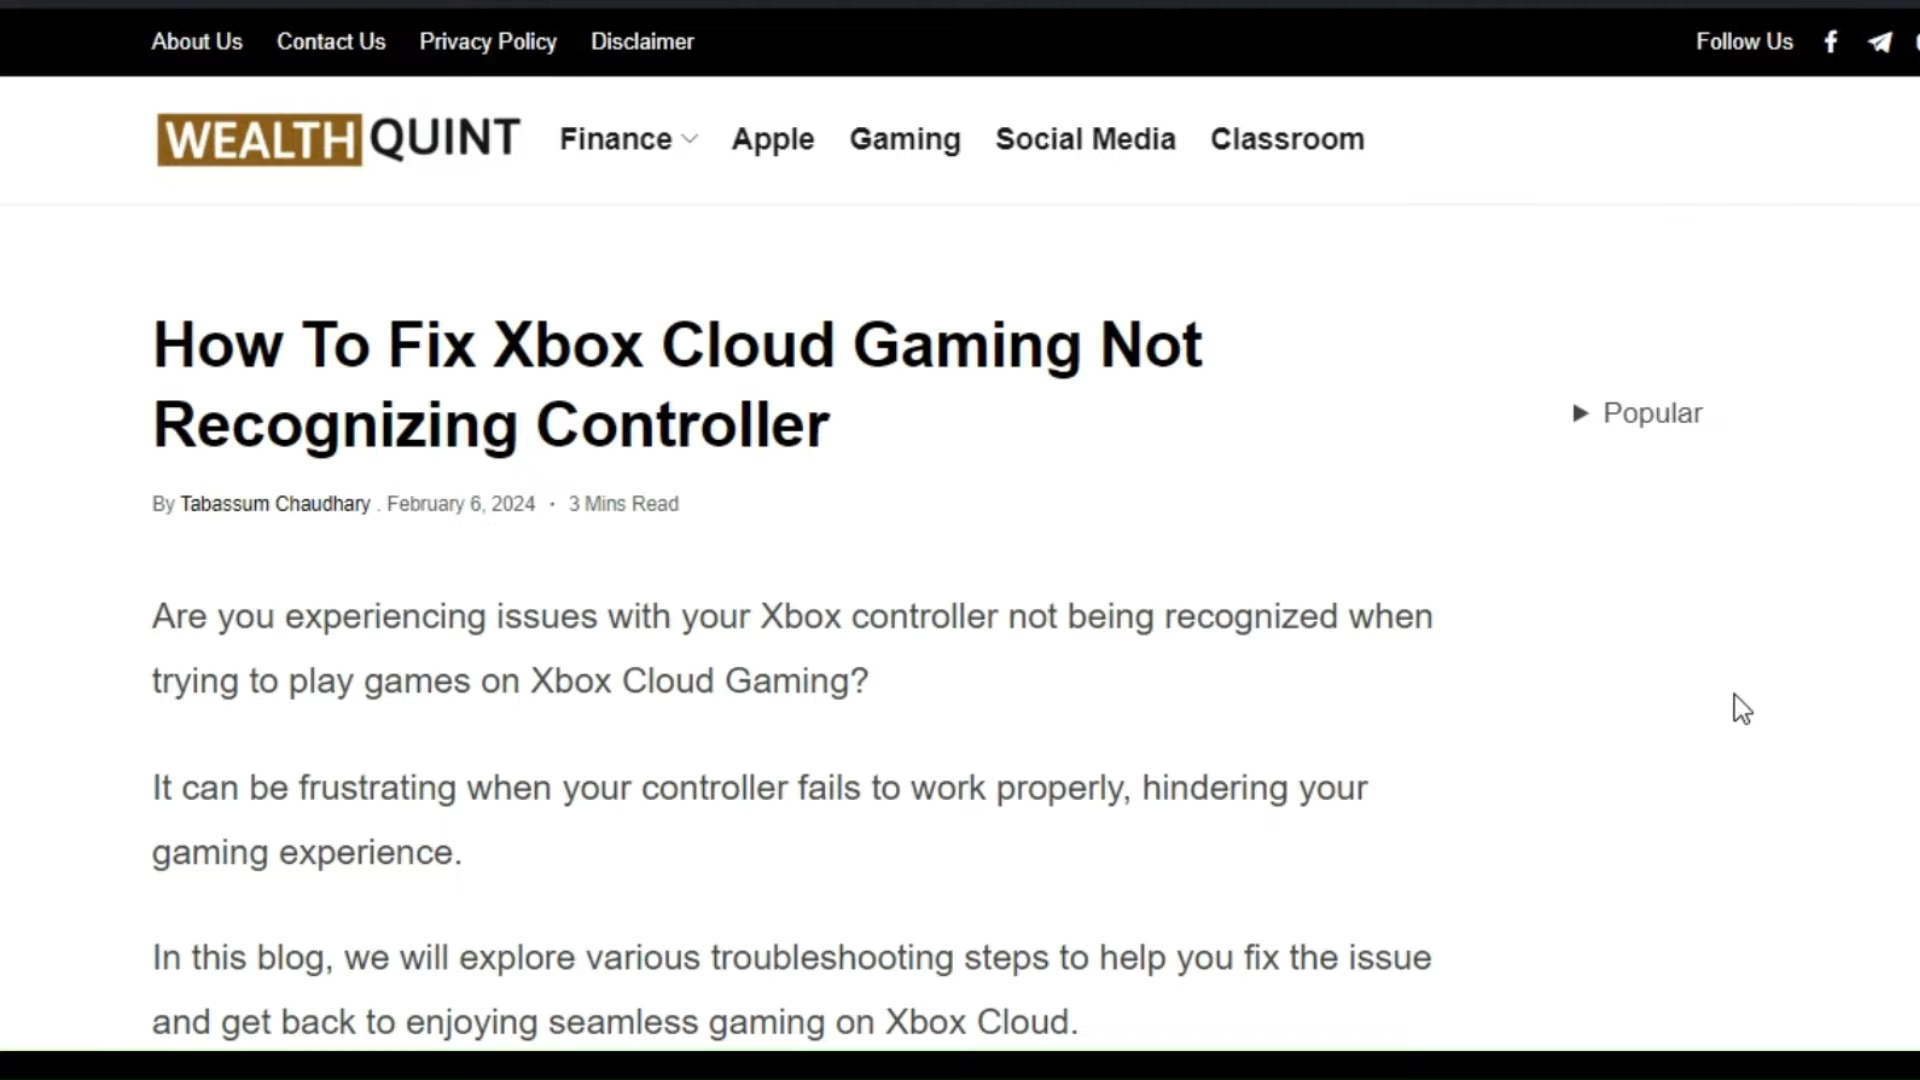 About Us Contact Us Privacy Policy Disclaimer Follow Us
WEALTH QUINT Finance Apple Gaming Social Media Classroom
How To Fix Xbox Cloud Gaming Not
Recognizing Controller
Popular
By Tabassum Chaudhary . February 6, 2024 · 3 Mins Read
Are you experiencing issues with your Xbox controller not being recognized when
trying to play games on Xbox Cloud Gaming?
It can be frustrating when your controller fails to work properly, hindering your
gaming experience.
In this blog, we will explore various troubleshooting steps to help you fix the issue
and get back to enjoying seamless gaming on Xbox Cloud.